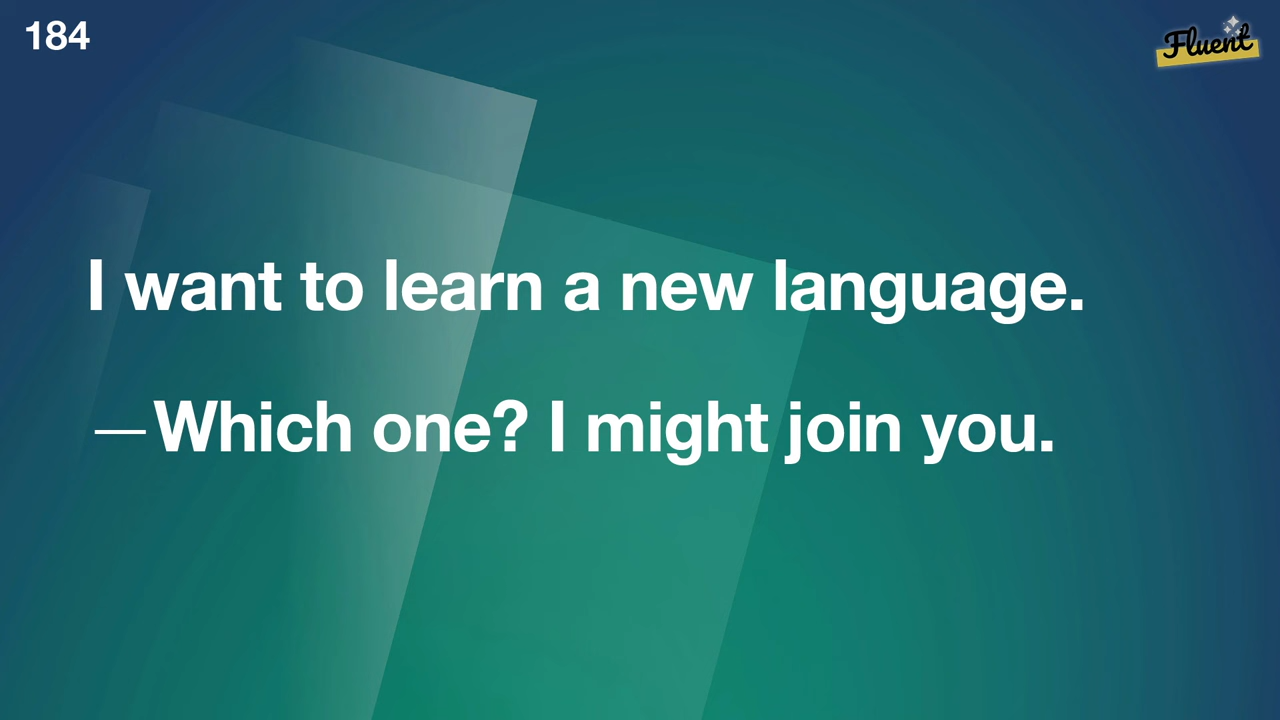 184
Fluent
I want to learn a new language.
—Which one? I might join you.